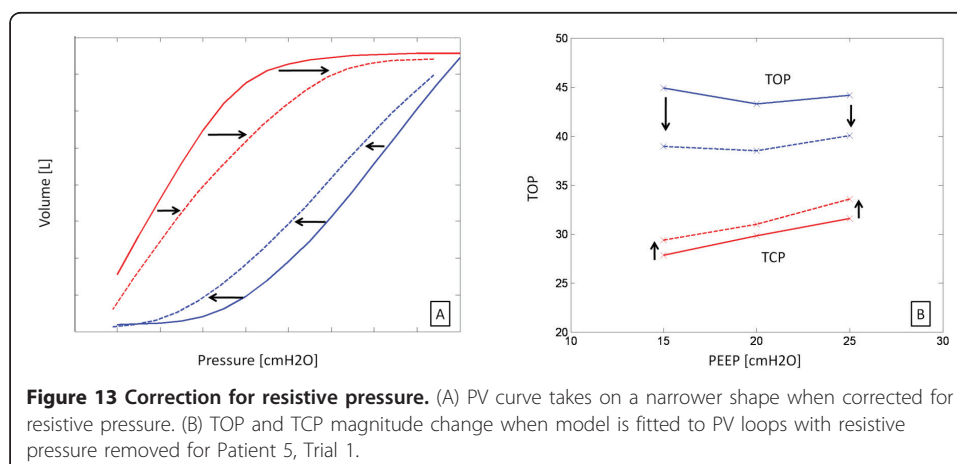 Volume [L]
Pressure [cmH2O]
A
50
45
40
35
30
25
20
TOP
TOP
TCP
10
15
20
25
30
PEEP [cmH2O]
B
Figure 13 Correction for resistive pressure. (A) PV curve takes on a narrower shape when corrected for
resistive pressure. (B) TOP and TCP magnitude change when model is fitted to PV loops with resistive
pressure removed for Patient 5, Trial 1.